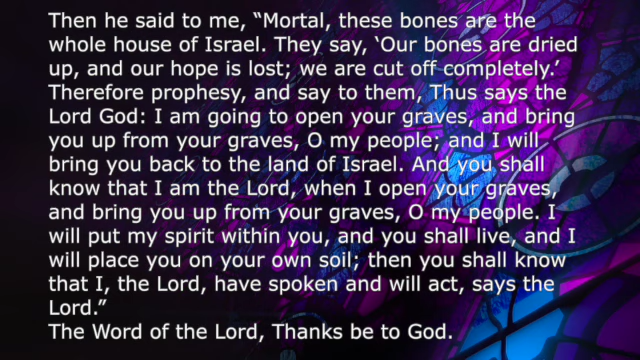 Then he said to me, “Mortal, these bones are the
whole house of Israel. They say, ‘Our bones are dried
up, and our hope is lost; we are cut off completely.’
Therefore prophesy, and say to them, Thus says the
Lord God: I am going to open your graves, and bring
you up from your graves, O my people; and I will
bring you back to the land of Israel. And you shall
know that I am the Lord, when I open your graves,
and bring you up from your graves, O my people. I
will put my spirit within you, and you shall live, and I
will place you on your own soil; then you shall know
that I, the Lord, have spoken and will act, says the
Lord.”
The Word of the Lord, Thanks be to God.